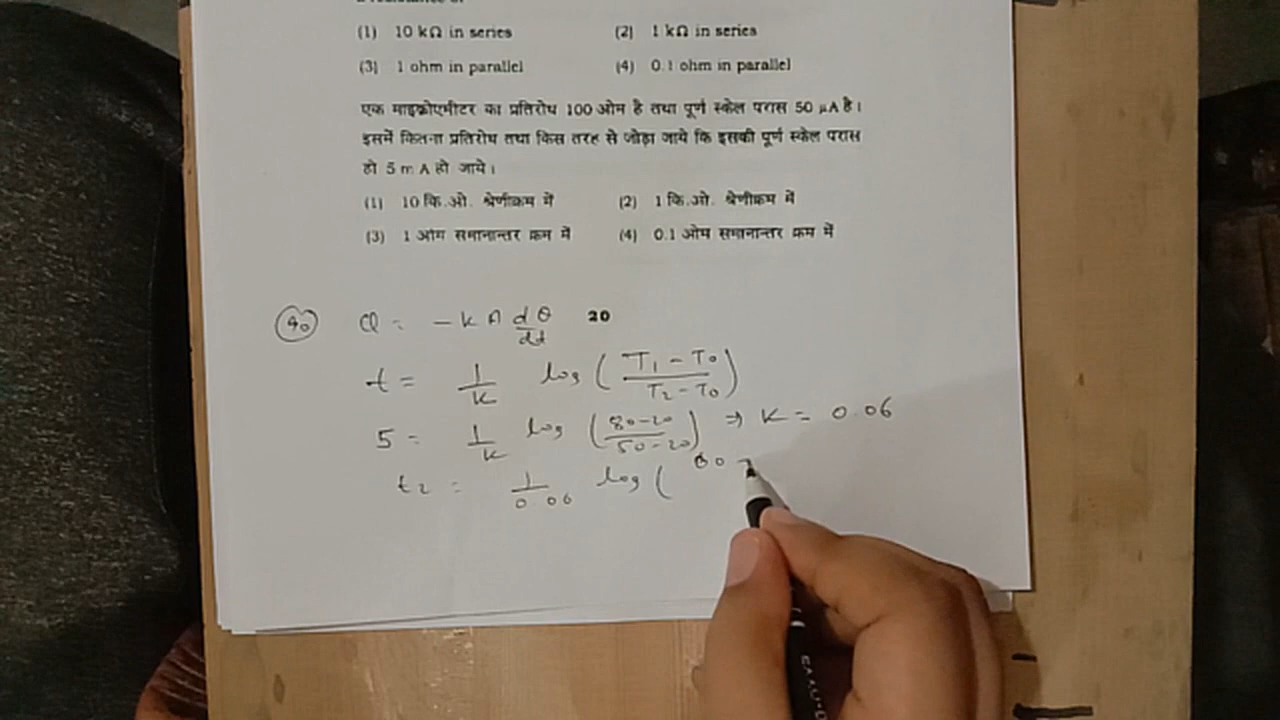 (1) 10 kΩ in series (2) 1 kΩ in series
(3) 1 ohm in parallel (4) 0.1 ohm in parallel
एक माइक्रोएमीटर का प्रतिरोध 100 ओम है तथा पूर्ण स्केल परास 50 μA है।
इसमें कितना प्रतिरोध तथा किस तरह से जोड़ा जाये कि इसकी पूर्ण स्केल परास
हो 5 m A हो जाये।
(1) 10 कि.ओ. श्रेणीक्रम में (2) 1 कि.ओ. श्रेणीक्रम में
(3) 1 ओम समानान्तर क्रम में (4) 0.1 ओम समानान्तर क्रम में
90 Q = -KA dθ/dt 20
t = 1/K log (T1 - T0 / T2 - T0)
5 = 1/K log (80-20 / 50-20) ⇒ K = 0.06
t2 = 1/0.06 log ( 60 -